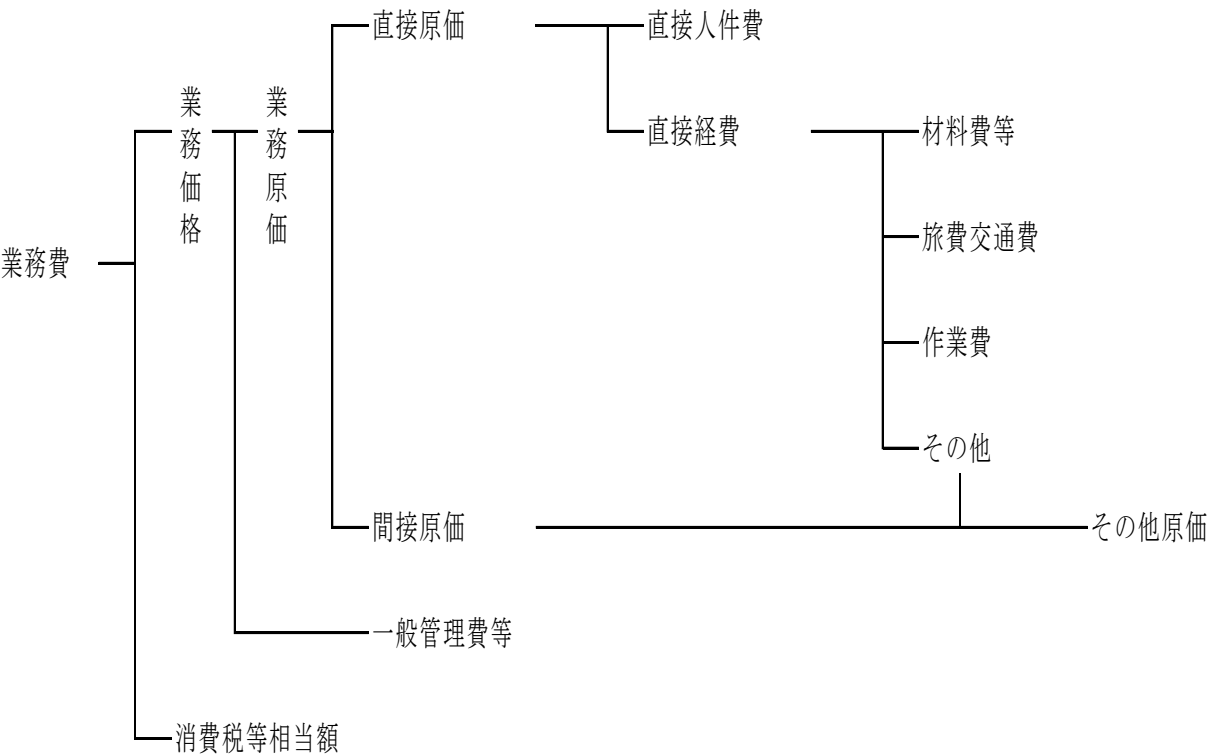 直接原価
直接人件費
業務価格
業務原価
直接経費
材料費等
旅費交通費
業務費
作業費
その他
間接原価
その他原価
一般管理費等
消費税等相当額